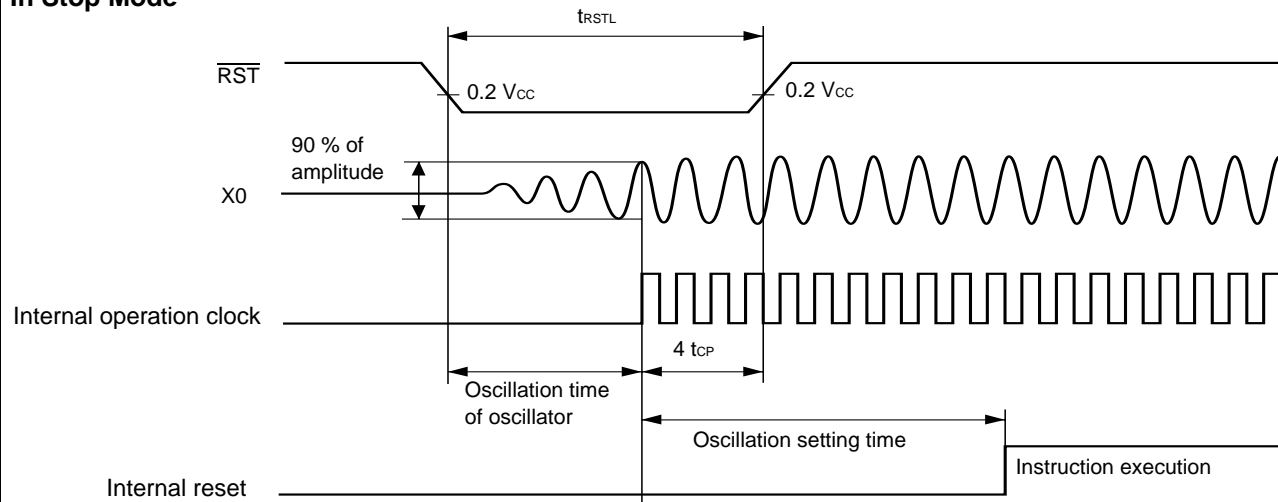 In Stop Mode
tRSTL
RST
0.2 VCC
0.2 VCC
90 % of
amplitude
X0
Internal operation clock
4 tCP
Oscillation time
of oscillator
Oscillation setting time
Instruction execution
Internal reset